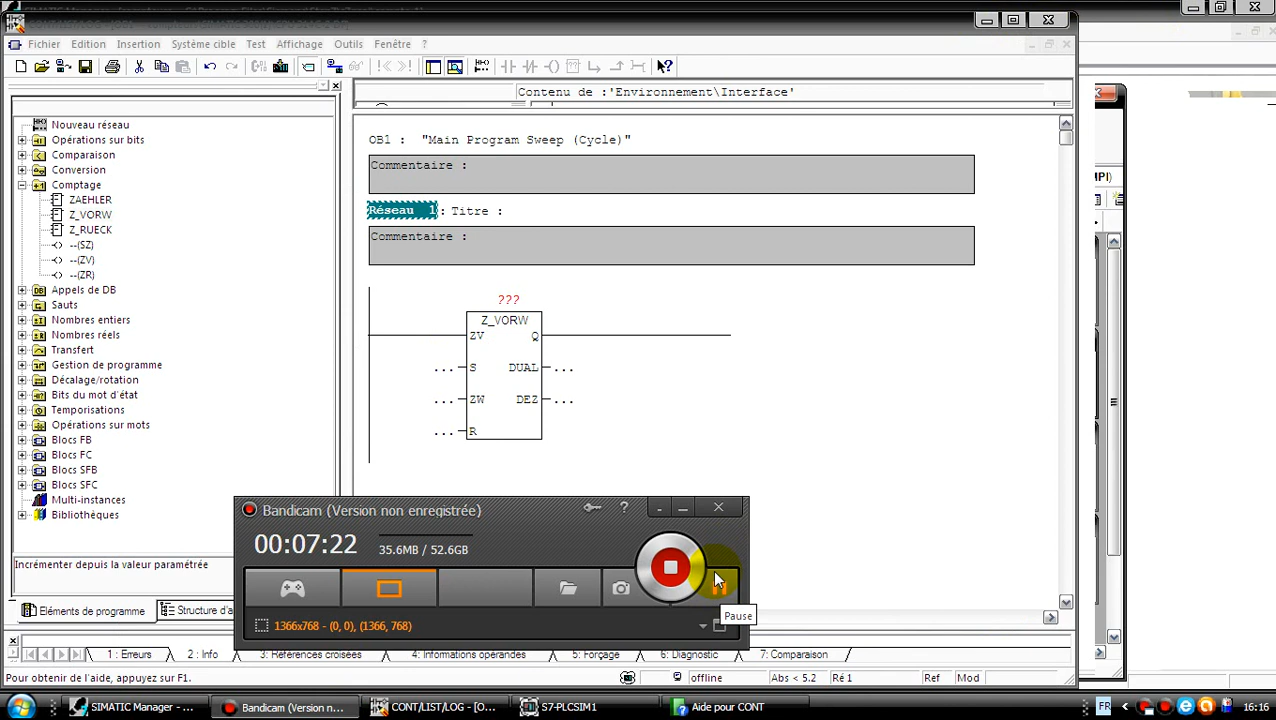 Fichier Edition Insertion Système cible Test Affichage Outils Fenêtre ?
Contenu de :'Environnement\Interface'
Nouveau réseau
Opérations sur bits
Comparaison
Conversion
Comptage
ZAEHLER
Z_VORW
Z_RUECK
--(SZ)
--(ZV)
--(ZR)
Appels de DB
Sauts
Nombres entiers
Nombres réels
Transfert
Gestion de programme
Décalage/rotation
Bits du mot d'état
Temporisations
Opérations sur mots
Blocs FB
Blocs FC
Blocs SFB
Blocs SFC
Multi-instances
Bibliothèques
Incrémenter depuis la valeur paramétrée
Eléments de programme Structure d'a
OB1 : "Main Program Sweep (Cycle)"
Commentaire :
Réseau 1: Titre :
Commentaire :
???
Z_VORW
ZV Q
... S DUAL ...
... ZW DEZ ...
... R
MPI)
Bandicam (Version non enregistrée) ?
00:07:22 35.6MB / 52.6GB
Pause
1366x768 - (0, 0), (1366, 768)
1 : Erreurs 2 : Info 3: Références croisées 4: Informations opérandes 5: Forçage 6: Diagnostic 7: Comparaison
Pour obtenir de l'aide, appuyez sur F1. offline Abs < 5.2 Ré 1 Ref Mod
SIMATIC Manager - ... Bandicam (Version n... CONT/LIST/LOG - [O... S7-PLCSIM1 Aide pour CONT FR 16:16